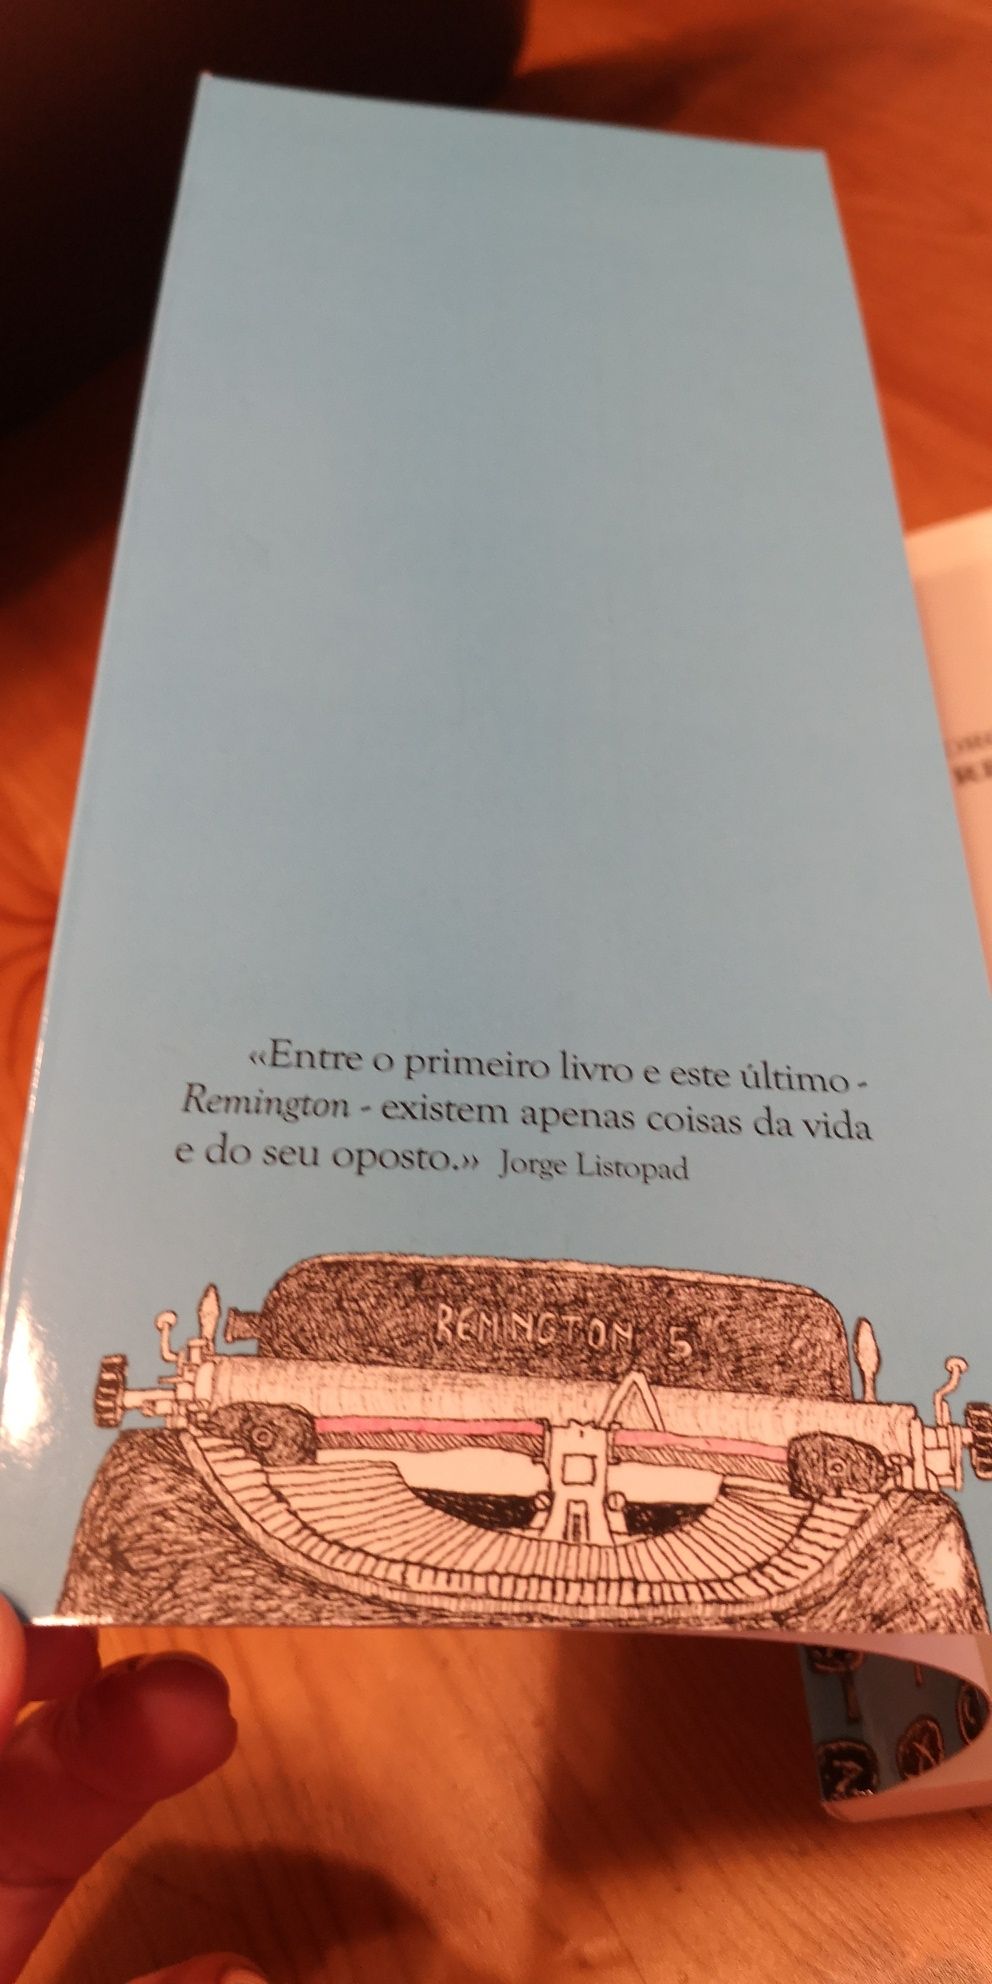 «Entre o primeiro livro e este último -
Remington - existem apenas coisas da vida
e do seu oposto.» Jorge Listopad
REMINGTON 5